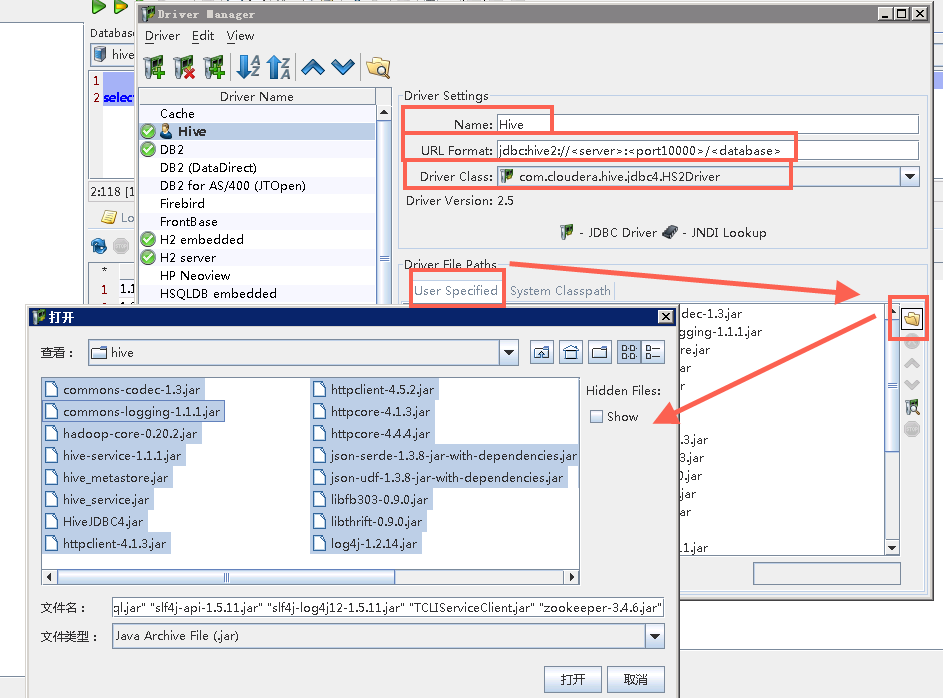 Driver Manager
Driver Edit View
Database
hive
1
2 selec
2:118 [1
Lo
*
1 1.1
Driver Name
Cache
Hive
DB2
DB2 (DataDirect)
DB2 for AS/400 (JTOpen)
Firebird
FrontBase
H2 embedded
H2 server
HP Neoview
HSQLDB embedded
Driver Settings
Name: Hive
URL Format: jdbc:hive2://<server>:<port10000>/<database>
Driver Class: com.cloudera.hive.jdbc4.HS2Driver
Driver Version: 2.5
- JDBC Driver - JNDI Lookup
Driver File Paths
User Specified System Classpath
dec-1.3.jar
gging-1.1.1.jar
re.jar
ar
r
.3.jar
3.jar
0.jar
.jar
ar
1.jar
打开
查看： hive
commons-codec-1.3.jar
commons-logging-1.1.1.jar
hadoop-core-0.20.2.jar
hive-service-1.1.1.jar
hive_metastore.jar
hive_service.jar
HiveJDBC4.jar
httpclient-4.1.3.jar
httpclient-4.5.2.jar
httpcore-4.1.3.jar
httpcore-4.4.4.jar
json-serde-1.3.8-jar-with-dependencies.jar
json-udf-1.3.8-jar-with-dependencies.jar
libfb303-0.9.0.jar
libthrift-0.9.0.jar
log4j-1.2.14.jar
Hidden Files:
Show
文件名： ql.jar" "slf4j-api-1.5.11.jar" "slf4j-log4j12-1.5.11.jar" "TCLIServiceClient.jar" "zookeeper-3.4.6.jar"
文件类型： Java Archive File (.jar)
打开 取消